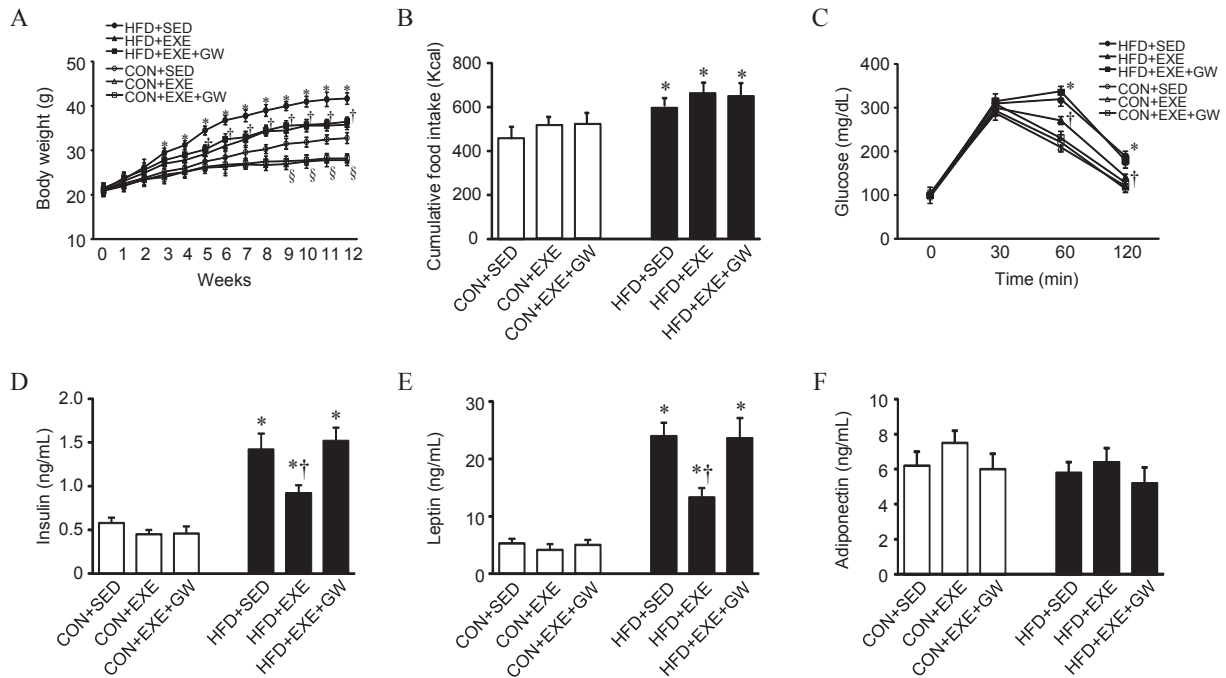 A
HFD+SED
HFD+EXE
HFD+EXE+GW
CON+SED
CON+EXE
CON+EXE+GW
Body weight (g)
50
40
30
20
10
* * * * * * * * * *
‡ † † † † † † †
§ § § §
0 1 2 3 4 5 6 7 8 9 10 11 12
Weeks
B
Cumulative food intake (Kcal)
800
600
400
200
0
* * *
CON+SED
CON+EXE
CON+EXE+GW
HFD+SED
HFD+EXE
HFD+EXE+GW
C
HFD+SED
HFD+EXE
HFD+EXE+GW
CON+SED
CON+EXE
CON+EXE+GW
Glucose (mg/dL)
400
300
200
100
0
*
†
*
†
0 30 60 120
Time (min)
D
Insulin (ng/mL)
2.0
1.5
1.0
0.5
0
* *† *
CON+SED
CON+EXE
CON+EXE+GW
HFD+SED
HFD+EXE
HFD+EXE+GW
E
Leptin (ng/mL)
30
20
10
0
* *† *
CON+SED
CON+EXE
CON+EXE+GW
HFD+SED
HFD+EXE
HFD+EXE+GW
F
Adiponectin (ng/mL)
10
8
6
4
2
0
CON+SED
CON+EXE
CON+EXE+GW
HFD+SED
HFD+EXE
HFD+EXE+GW